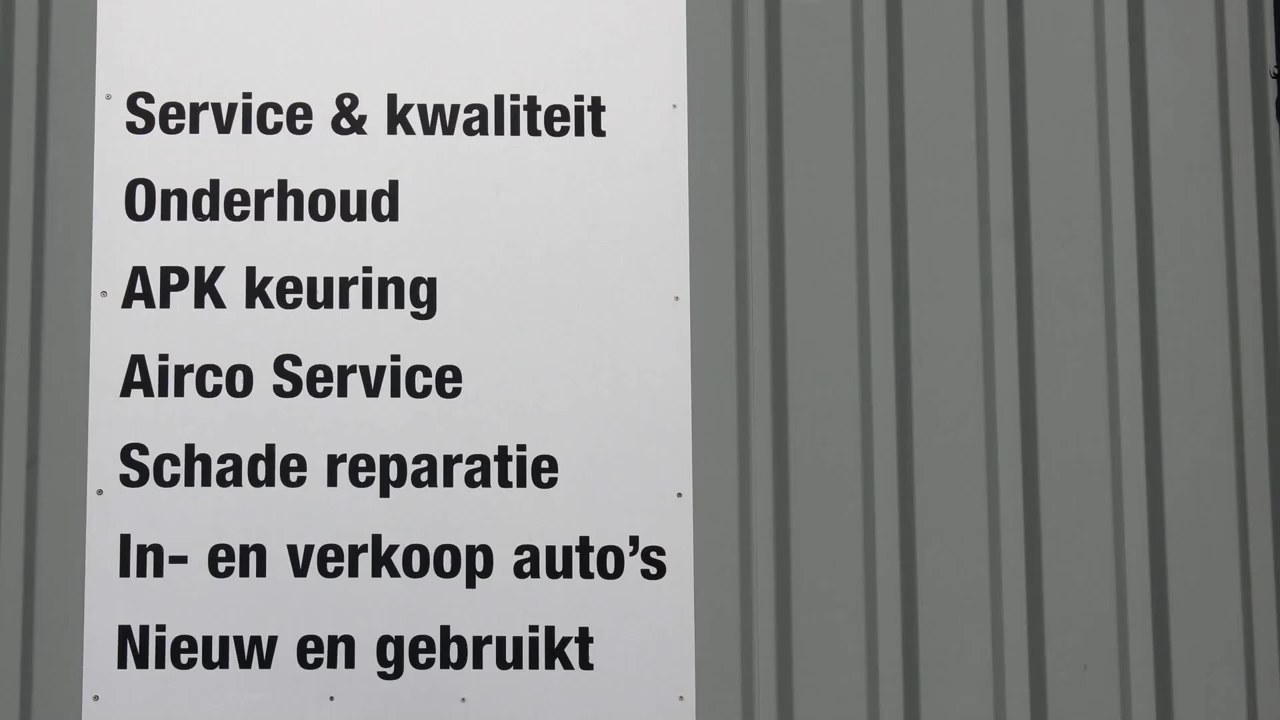 Service & kwaliteit
Onderhoud
APK keuring
Airco Service
Schade reparatie
In- en verkoop auto’s
Nieuw en gebruikt